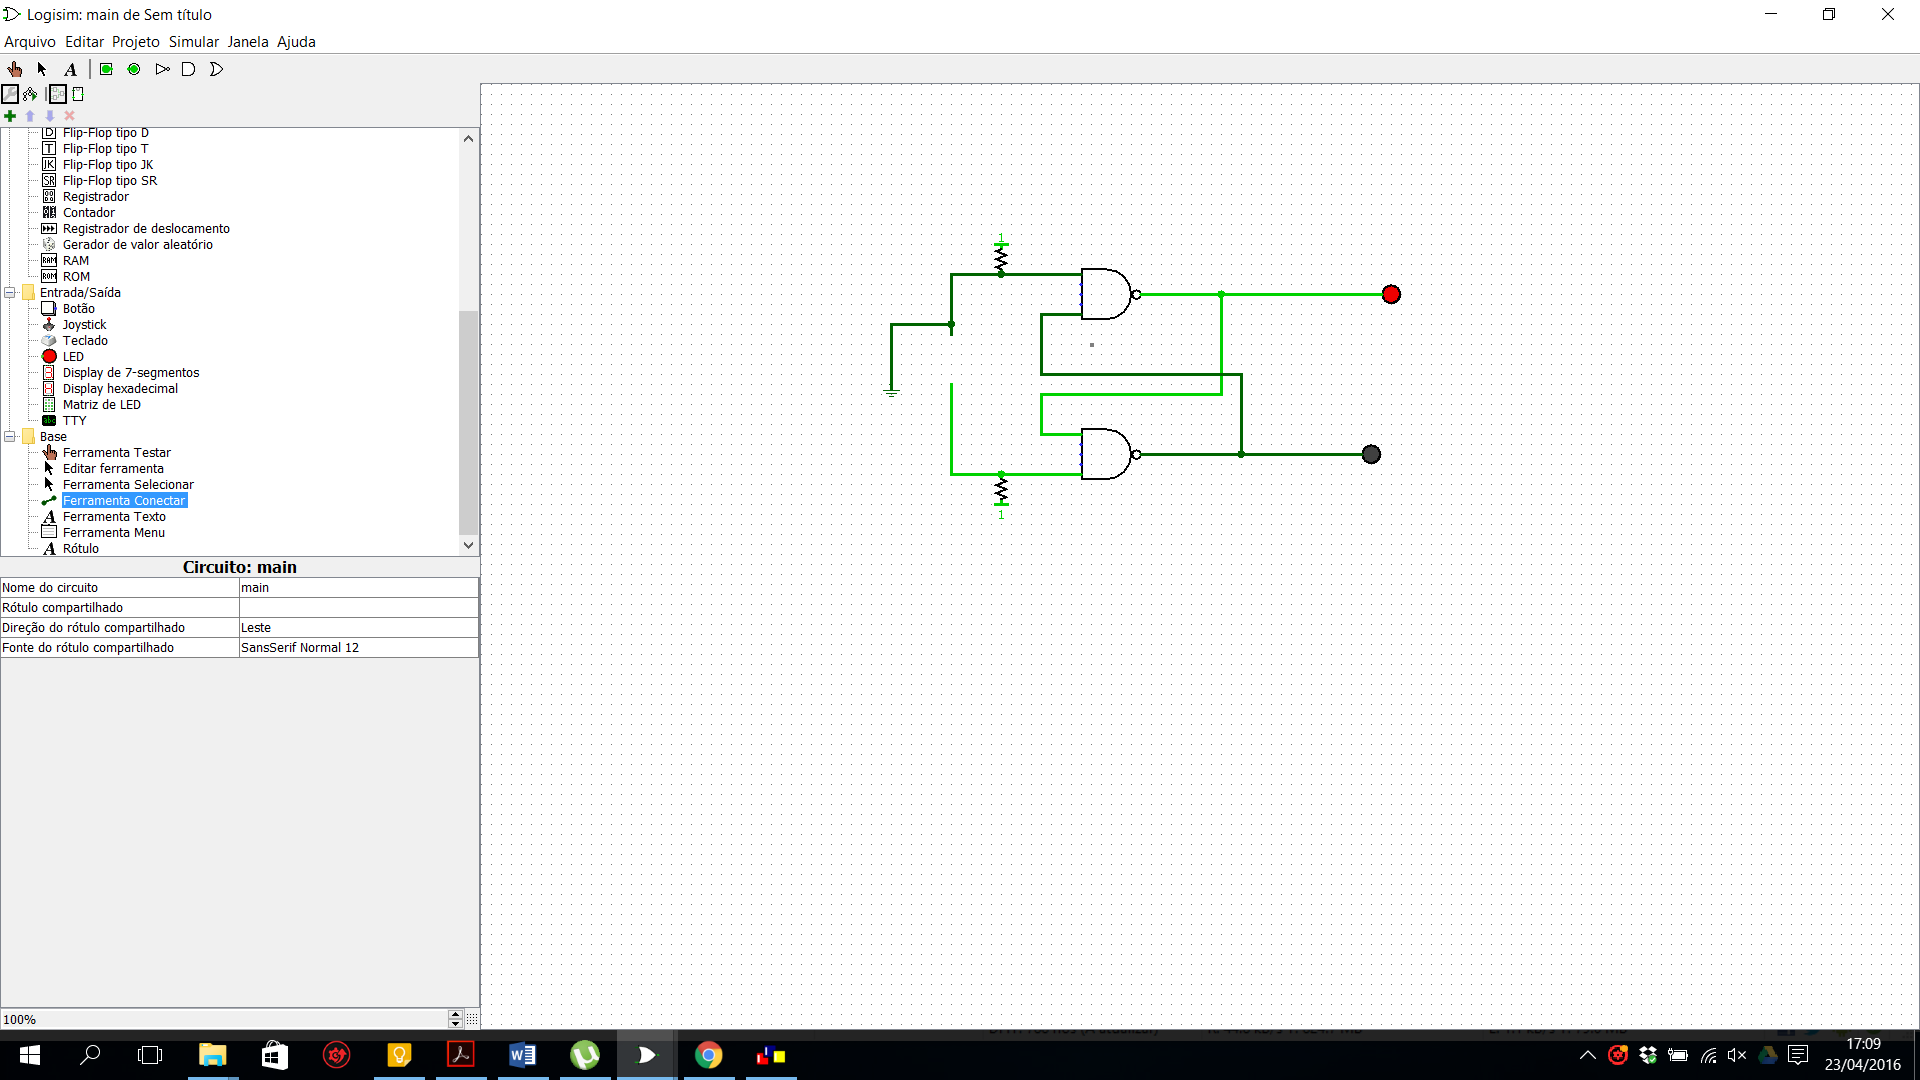 Logisim: main de Sem título
Arquivo Editar Projeto Simular Janela Ajuda
A
Flip-Flop tipo D
Flip-Flop tipo T
Flip-Flop tipo JK
Flip-Flop tipo SR
Registrador
Contador
Registrador de deslocamento
Gerador de valor aleatório
RAM
ROM
Entrada/Saída
Botão
Joystick
Teclado
LED
Display de 7-segmentos
Display hexadecimal
Matriz de LED
TTY
Base
Ferramenta Testar
Editar ferramenta
Ferramenta Selecionar
Ferramenta Conectar
Ferramenta Texto
Ferramenta Menu
Rótulo
Circuito: main
Nome do circuito main
Rótulo compartilhado
Direção do rótulo compartilhado Leste
Fonte do rótulo compartilhado SansSerif Normal 12
100%
1
1
17:09
23/04/2016